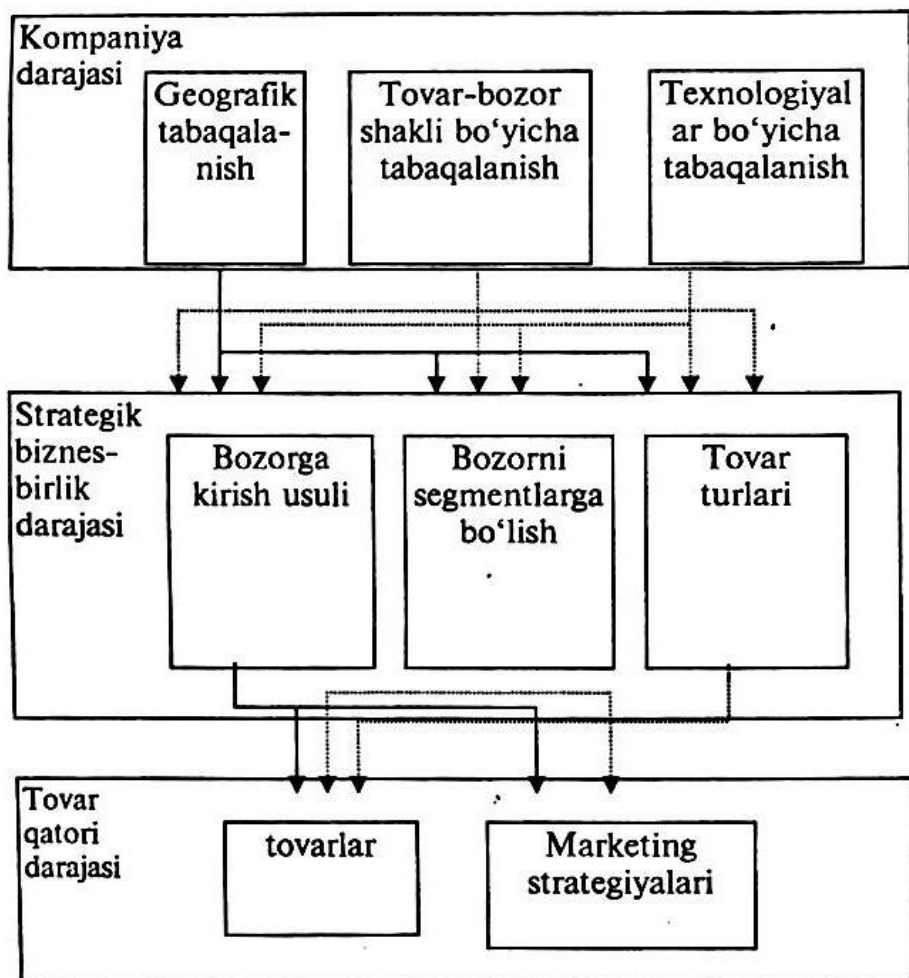 Kompaniya
darajasi
Geografik
tabaqala-
nish
Tovar-bozor
shakli bo‘yicha
tabaqalanish
Texnologiyal
ar bo‘yicha
tabaqalanish
Strategik
biznes-
birlik
darajasi
Bozorga
kirish usuli
Bozorni
segmentlarga
bo‘lish
Tovar
turlari
Tovar
qatori
darajasi
tovarlar
Marketing
strategiyalari